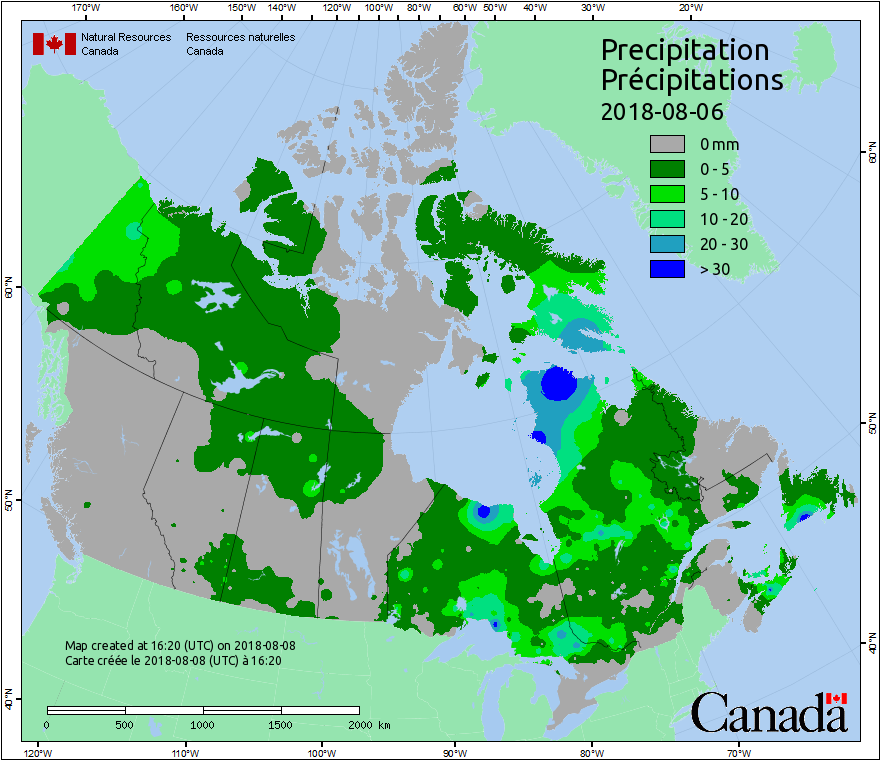 170°W 160°W 150°W 140°W 120°W 100°W 80°W 60°W 50°W 40°W 30°W 20°W
Natural Resources Ressources naturelles
Canada Canada
Precipitation
Précipitations
2018-08-06
0 mm
0 - 5
5 - 10
10 - 20
20 - 30
> 30
60°N
60°N
50°N
50°N
40°N
40°N
Map created at 16:20 (UTC) on 2018-08-08
Carte créée le 2018-08-08 (UTC) à 16:20
0 500 1000 1500 2000 km
Canada
120°W 110°W 100°W 90°W 80°W 70°W